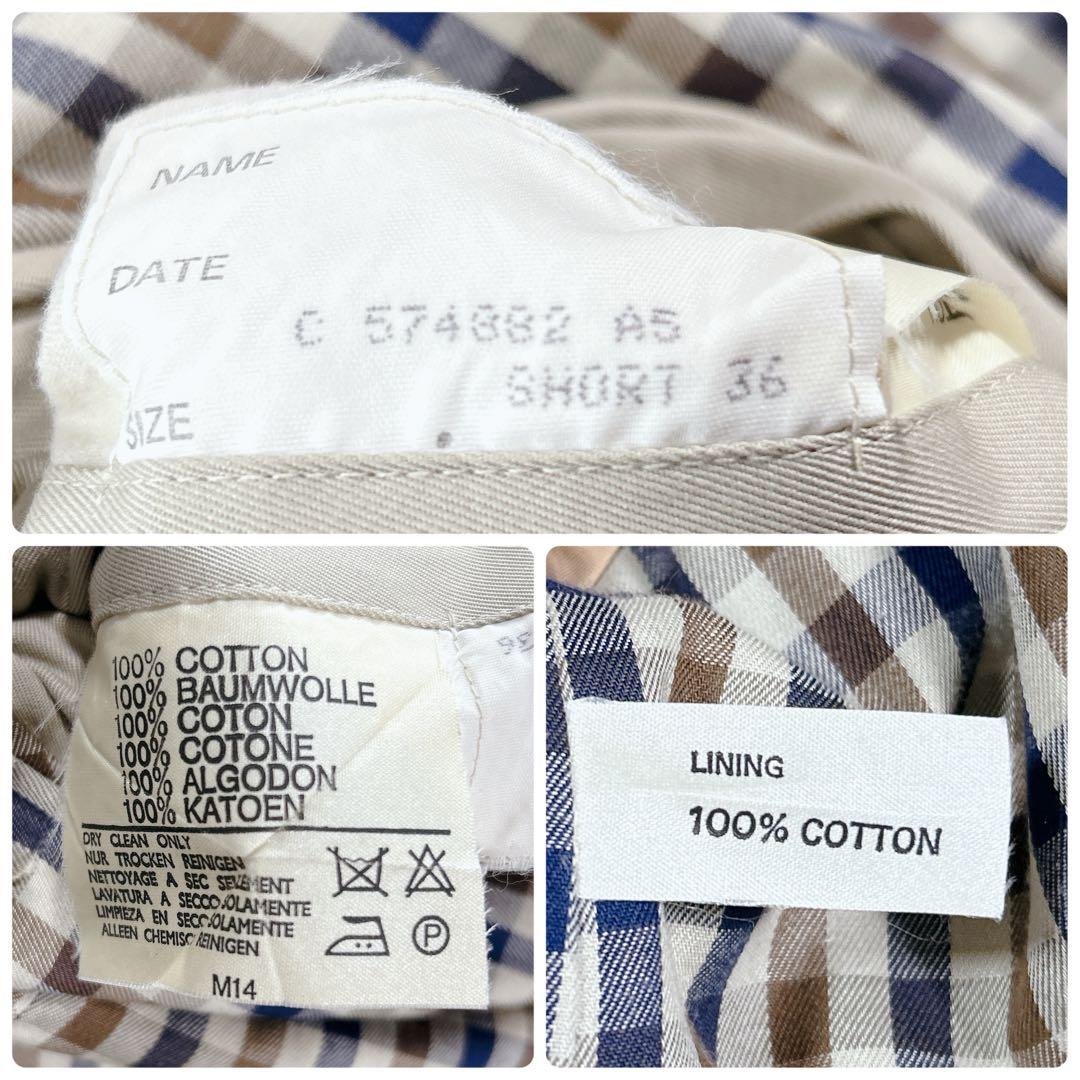 NAME
DATE
C 574882 A5
SHORT 36
SIZE
100% COTTON
100% BAUMWOLLE
100% COTON
100% COTONE
100% ALGODON
100% KATOEN
DRY CLEAN ONLY
NUR TROCKEN REINIGEN
NETTOYAGE A SEC SEULEMENT
LAVATURA A SECCO SOLAMENTE
LIMPIEZA EN SECO SOLAMENTE
ALLEEN CHEMISCH REINIGEN
P
M14
36
LINING
100% COTTON